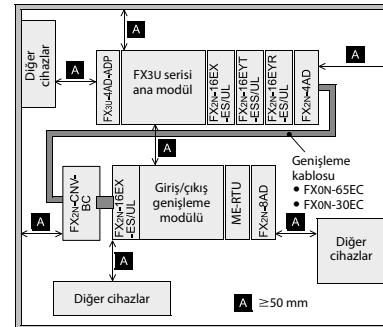 A
Diğer
cihazlar
A
FX3U-4AD-ADP
FX3U serisi
ana modül
FX2N-16EX
-ES/UL
FX2N-16EYT
-ESS/UL
FX2N-16EYR
-ES/UL
FX2N-4AD
A
A
Genişleme
kablosu
• FX0N-65EC
• FX0N-30EC
A
FX2N-CNV-
BC
FX2N-16EX
-ES/UL
Giriş/çıkış
genişleme
modülü
ME-RTU
FX2N-8AD
A
Diğer
cihazlar
A
Diğer cihazlar
A ≥50 mm